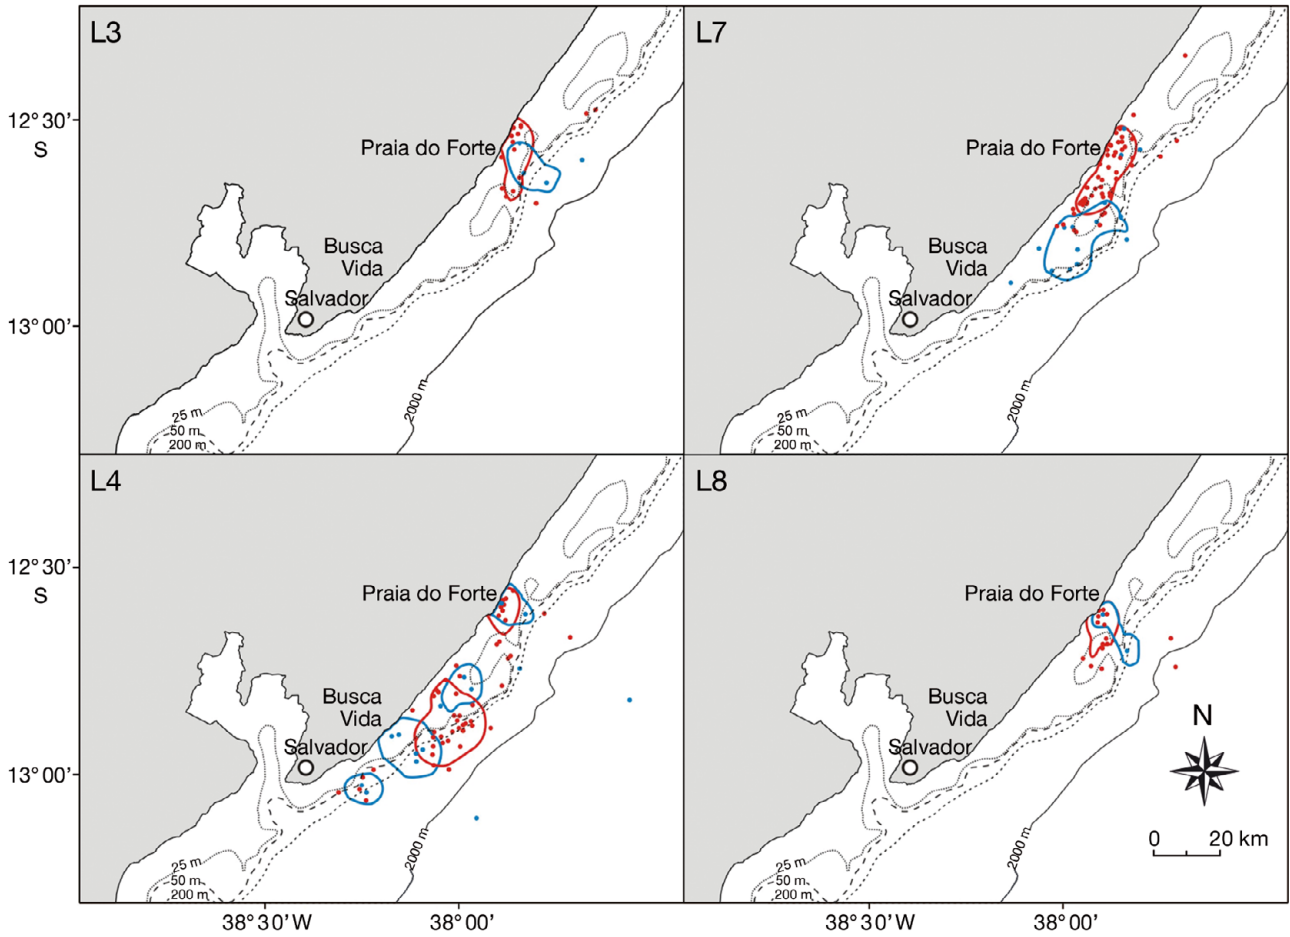 L3
12°30’
S
Praia do Forte
Busca
Vida
Salvador
13°00’
25 m
50 m
200 m
2000 m
L7
Praia do Forte
Busca
Vida
Salvador
25 m
50 m
200 m
2000 m
L4
12°30’
S
Praia do Forte
Busca
Vida
Salvador
13°00’
25 m
50 m
200 m
2000 m
38°30’W
38°00’
L8
Praia do Forte
Busca
Vida
Salvador
25 m
50 m
200 m
2000 m
N
0 20 km
38°30’W
38°00’